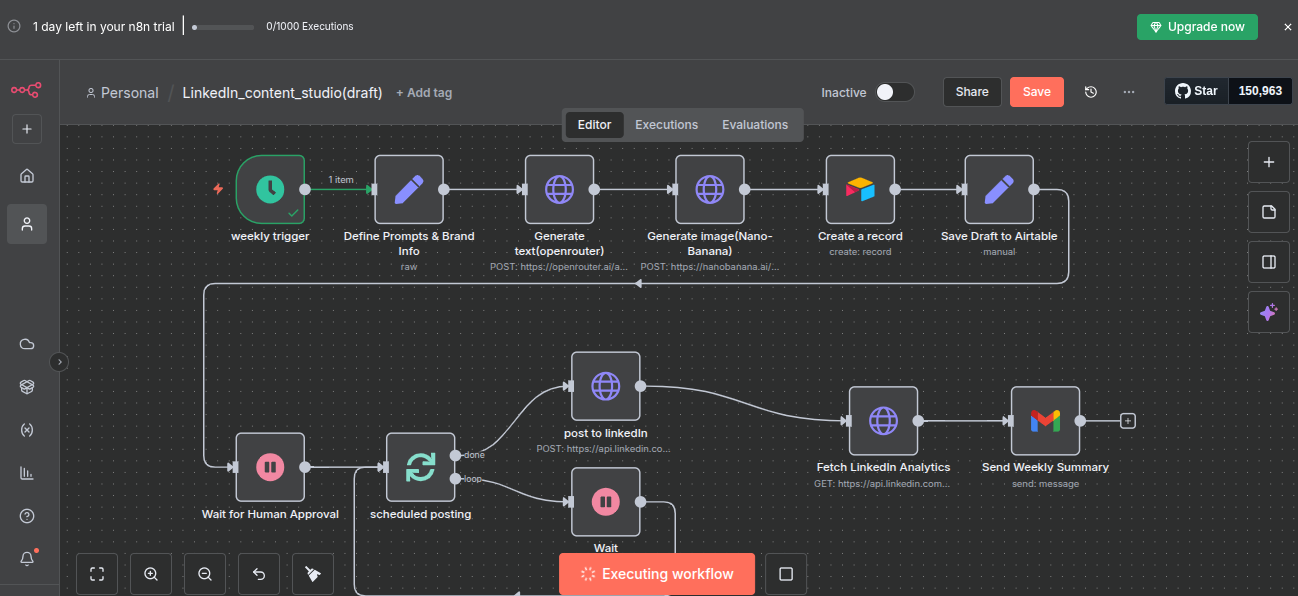 1 day left in your n8n trial
0/1000 Executions
Upgrade now
Personal / LinkedIn_content_studio(draft) + Add tag
Inactive
Share
Save
Star
150,963
Editor
Executions
Evaluations
1 item
weekly trigger
Define Prompts & Brand
Info
raw
Generate
text(openrouter)
POST: https://openrouter.ai/a...
Generate image(Nano-
Banana)
POST: https://nanobanana.ai/...
Create a record
create: record
Save Draft to Airtable
manual
Wait for Human Approval
scheduled posting
done
loop
post to linkedIn
POST: https://api.linkedin.co...
Wait
Fetch LinkedIn Analytics
GET: https://api.linkedin.com...
Send Weekly Summary
send: message
Executing workflow